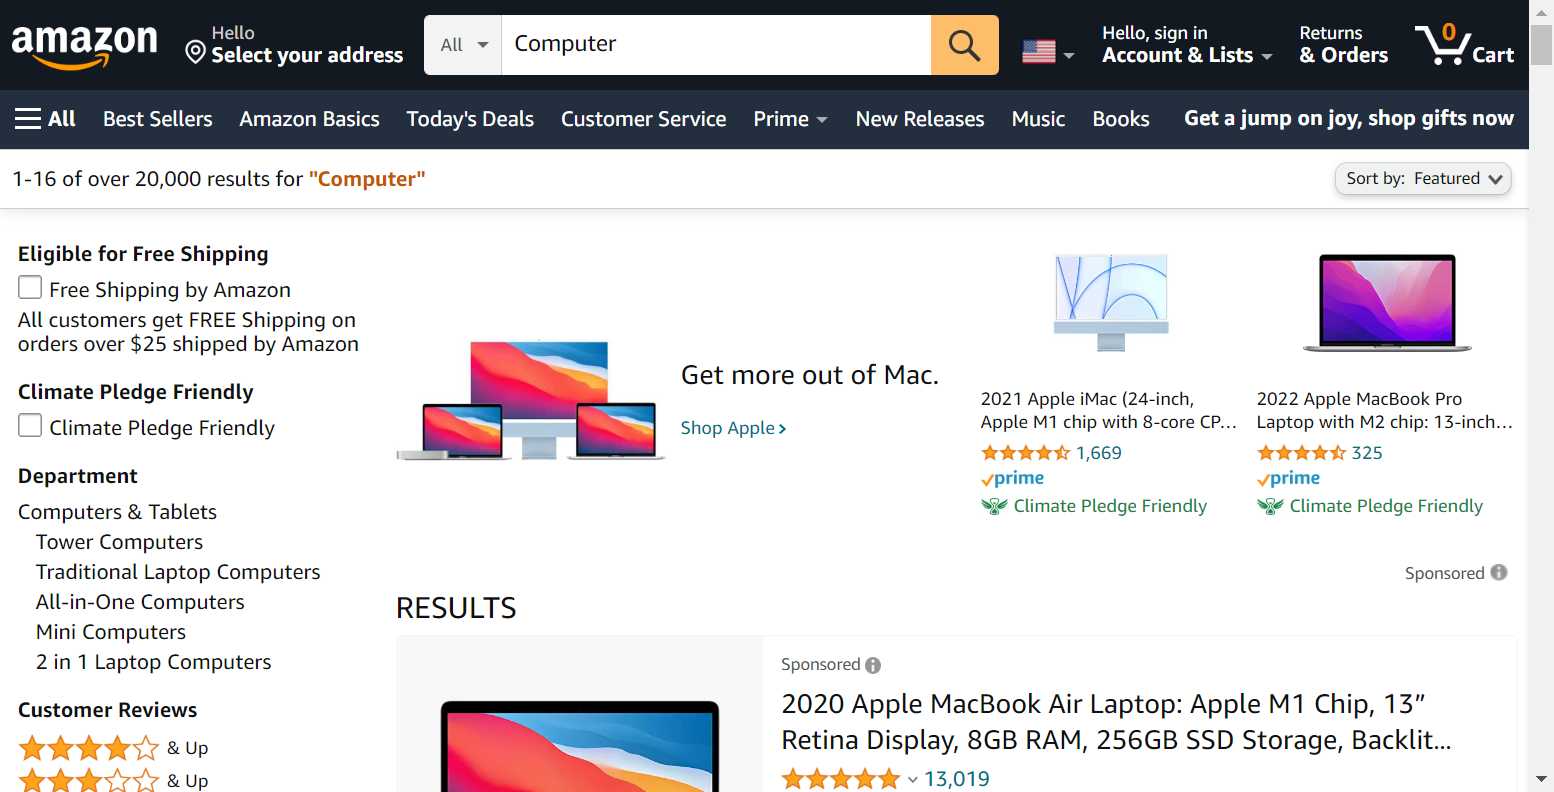 amazon
Hello
Select your address
All
Computer
Hello, sign in
Account & Lists
Returns
& Orders
0
Cart
All
Best Sellers
Amazon Basics
Today's Deals
Customer Service
Prime
New Releases
Music
Books
Get a jump on joy, shop gifts now
1-16 of over 20,000 results for "Computer"
Sort by: Featured
Eligible for Free Shipping
Free Shipping by Amazon
All customers get FREE Shipping on
orders over $25 shipped by Amazon
Climate Pledge Friendly
Climate Pledge Friendly
Department
Computers & Tablets
Tower Computers
Traditional Laptop Computers
All-in-One Computers
Mini Computers
2 in 1 Laptop Computers
Customer Reviews
& Up
& Up
Get more out of Mac.
Shop Apple
2021 Apple iMac (24-inch,
Apple M1 chip with 8-core CP...
1,669
prime
Climate Pledge Friendly
2022 Apple MacBook Pro
Laptop with M2 chip: 13-inch...
325
prime
Climate Pledge Friendly
Sponsored
RESULTS
Sponsored
2020 Apple MacBook Air Laptop: Apple M1 Chip, 13”
Retina Display, 8GB RAM, 256GB SSD Storage, Backlit...
13,019